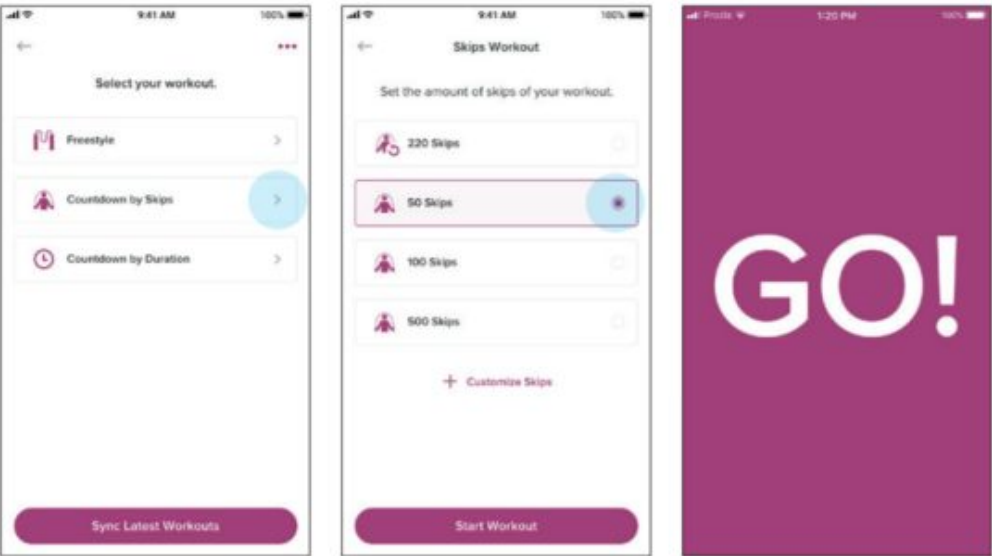 9:41 AM
100%
Select your workout.
Freestyle
Countdown by Skips
Countdown by Duration
Sync Latest Workouts
9:41 AM
100%
Skips Workout
Set the amount of skips of your workout.
220 Skips
50 Skips
100 Skips
500 Skips
+ Customize Skips
Start Workout
1:20 PM
100%
GO!